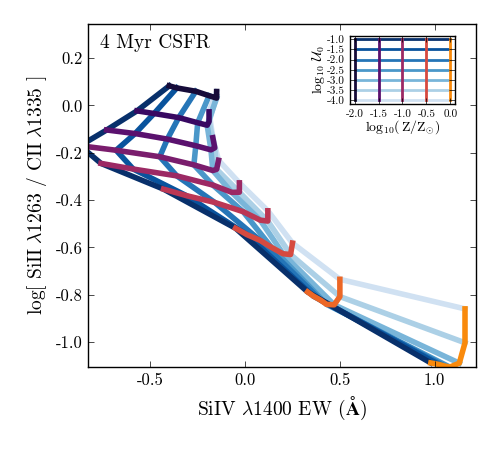 4 Myr CSFR
log₁₀ 𝒰₀
-1.0
-1.5
-2.0
-2.5
-3.0
-3.5
-4.0
-2.0 -1.5 -1.0 -0.5 0.0
log₁₀( Z/Z☉)
log[ SiII λ1263 / CII λ1335 ]
0.2
0.0
-0.2
-0.4
-0.6
-0.8
-1.0
-0.5 0.0 0.5 1.0
SiIV λ1400 EW (Å)